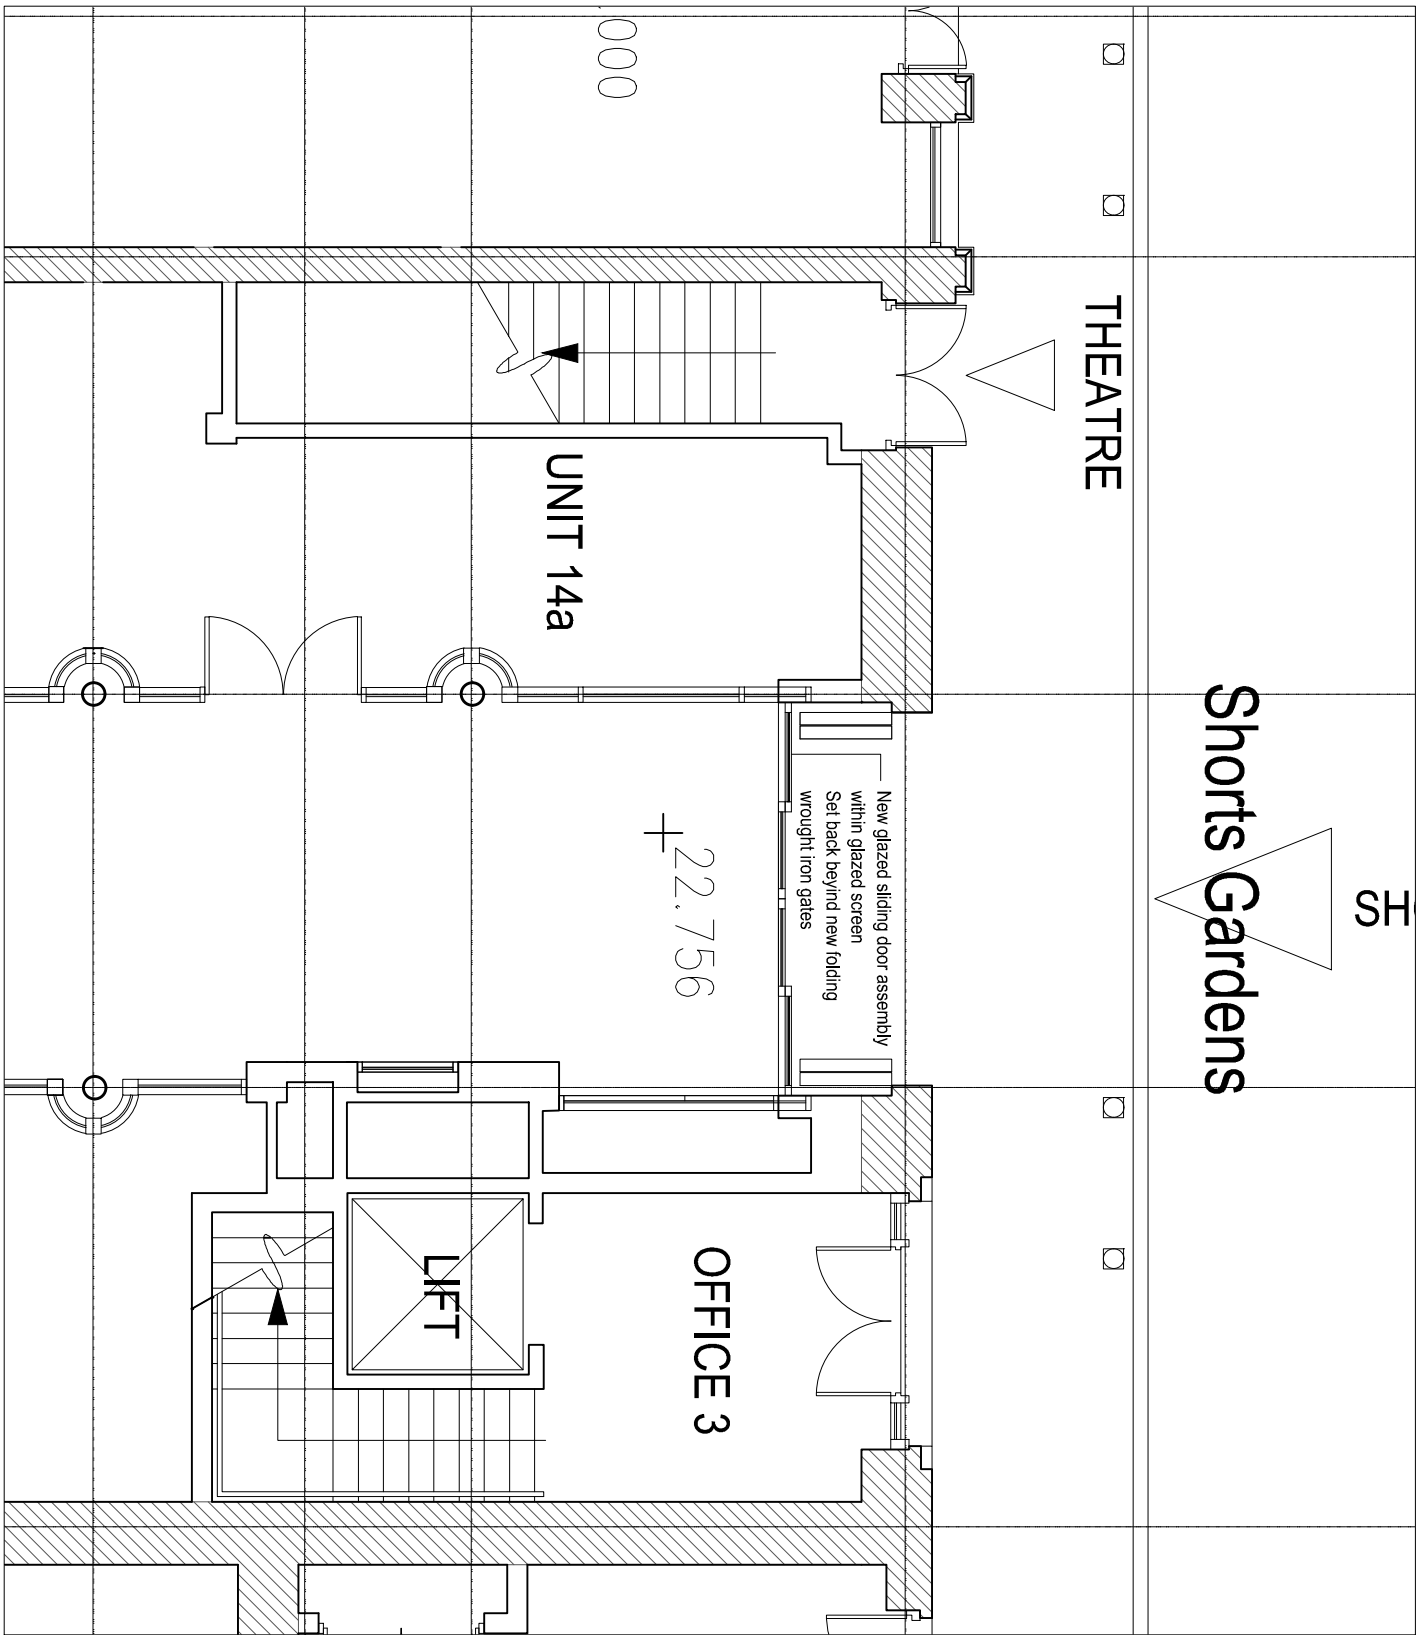 000
THEATRE
UNIT 14a
Shorts Gardens
SH
New glazed sliding door assembly
within glazed screen
Set back beyind new folding
wrought iron gates
22.756
LIFT
OFFICE 3